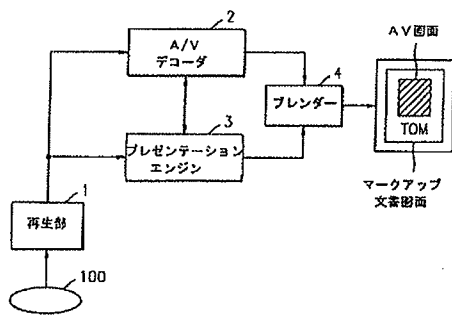 2
A/V
デコーダ
AV画面
4
ブレンダー
3
プレゼンテーション
エンジン
TOM
マークアップ
文書画面
1
再生部
100